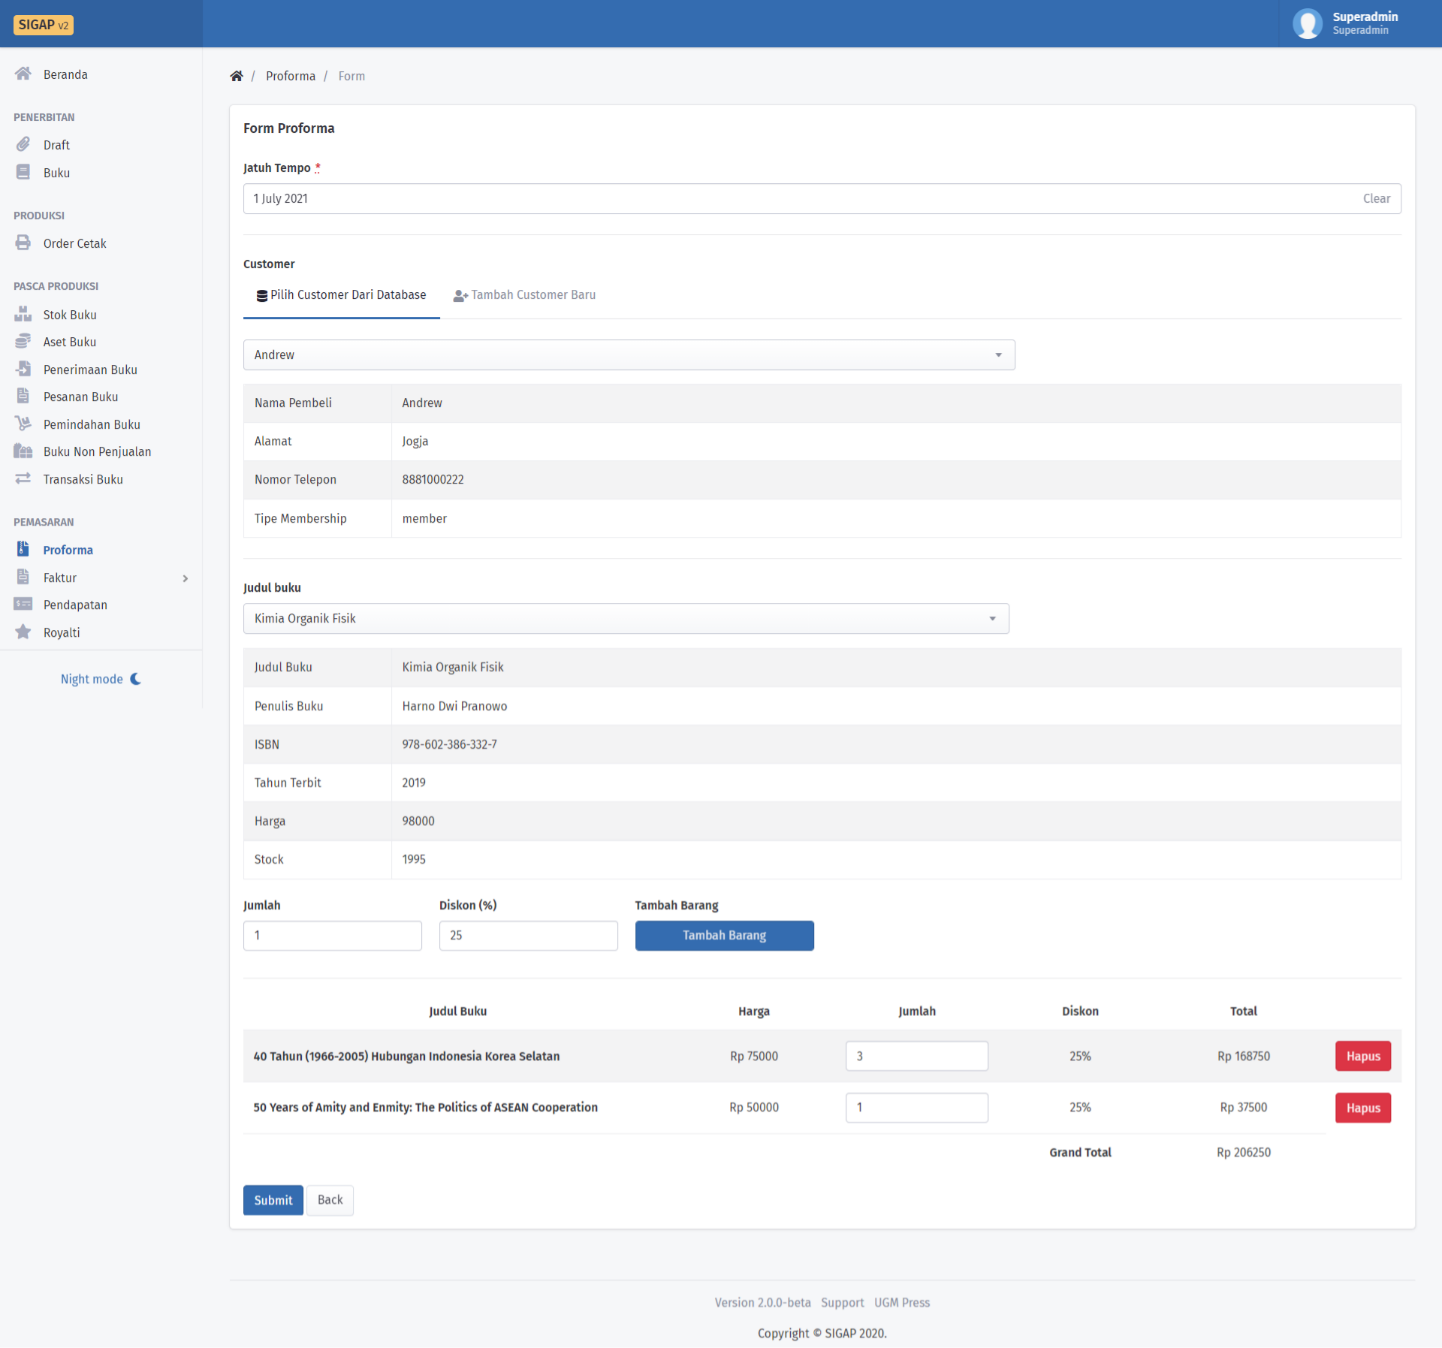 SIGAP v2
Superadmin
Superadmin
Beranda
PENERBITAN
Draft
Buku
PRODUKSI
Order Cetak
PASCA PRODUKSI
Stok Buku
Aset Buku
Penerimaan Buku
Pesanan Buku
Pemindahan Buku
Buku Non Penjualan
Transaksi Buku
PEMASARAN
Proforma
Faktur
Pendapatan
Royalti
Night mode
/ Proforma / Form
Form Proforma
Jatuh Tempo *
1 July 2021 Clear
Customer
Pilih Customer Dari Database Tambah Customer Baru
Andrew
Nama Pembeli Andrew
Alamat Jogja
Nomor Telepon 8881000222
Tipe Membership member
Judul buku
Kimia Organik Fisik
Judul Buku Kimia Organik Fisik
Penulis Buku Harno Dwi Pranowo
ISBN 978-602-386-332-7
Tahun Terbit 2019
Harga 98000
Stock 1995
Jumlah Diskon (%) Tambah Barang
1 25 Tambah Barang
Judul Buku Harga Jumlah Diskon Total
40 Tahun (1966-2005) Hubungan Indonesia Korea Selatan Rp 75000 3 25% Rp 168750 Hapus
50 Years of Amity and Enmity: The Politics of ASEAN Cooperation Rp 50000 1 25% Rp 37500 Hapus
Grand Total Rp 206250
Submit Back
Version 2.0.0-beta Support UGM Press
Copyright © SIGAP 2020.